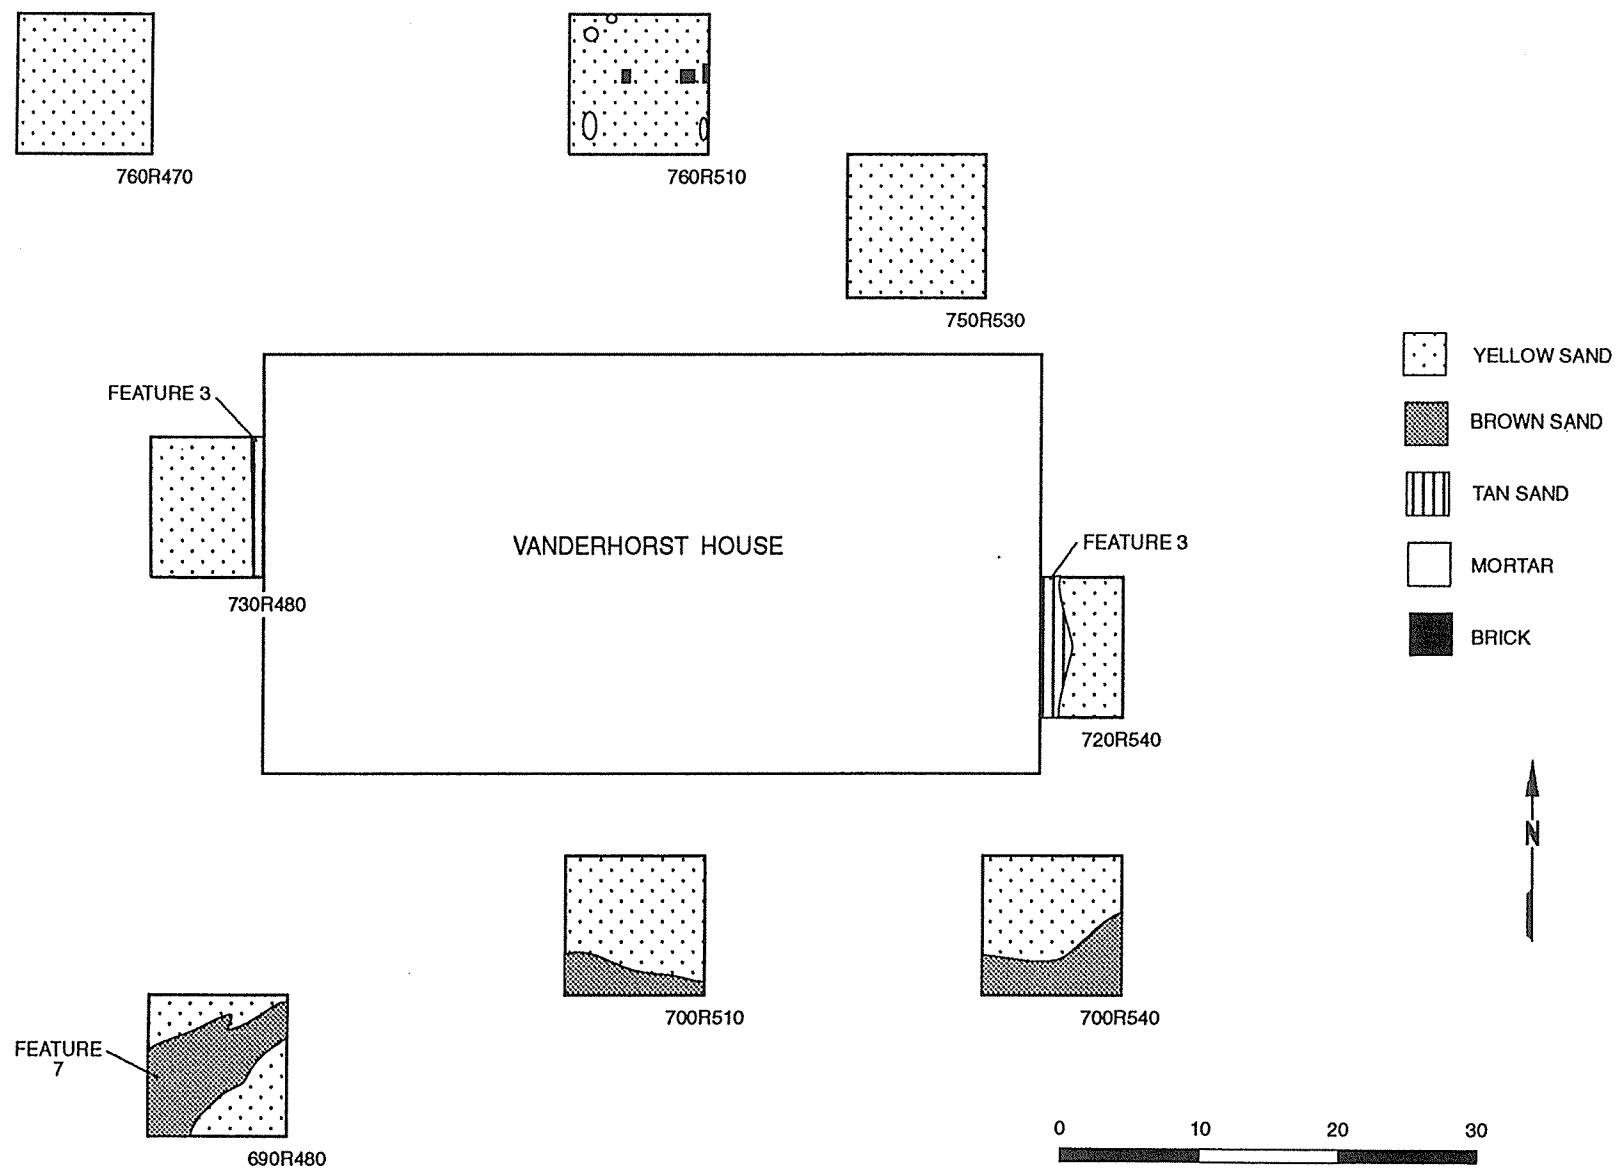 760R470
760R510
750R530
YELLOW SAND
FEATURE 3
BROWN SAND
TAN SAND
VANDERHORST HOUSE
FEATURE 3
MORTAR
730R480
BRICK
720R540
N
700R510
700R540
FEATURE
7
0 10 20 30
690R480